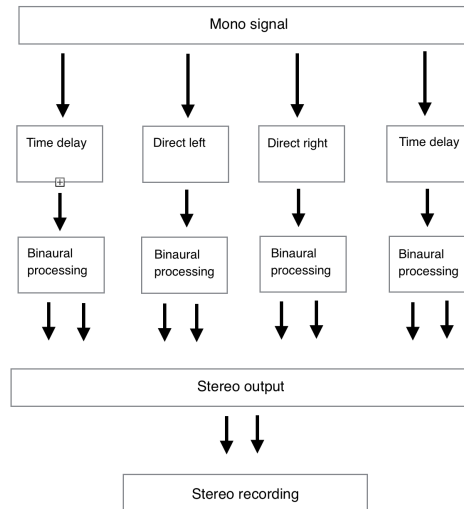 Mono signal
Time delay
Direct left
Direct right
Time delay
Binaural
processing
Binaural
processing
Binaural
processing
Binaural
processing
Stereo output
Stereo recording